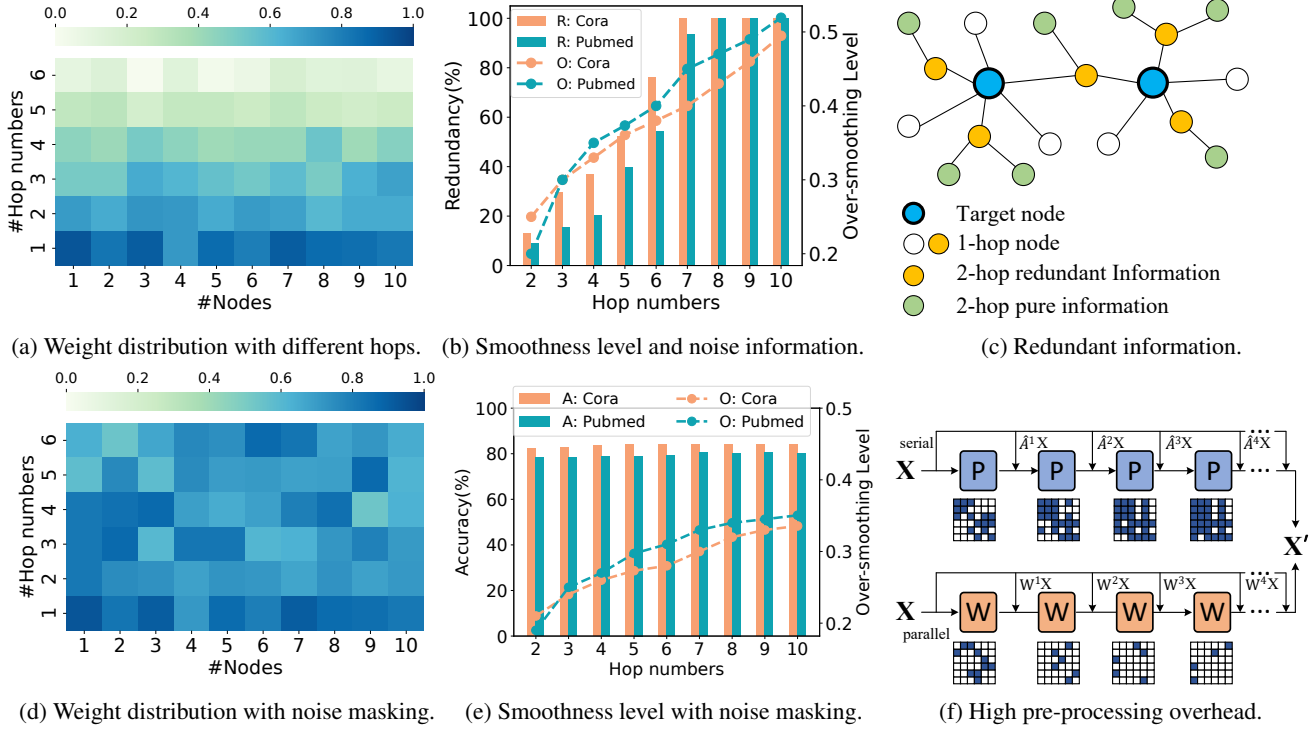 0.0 0.2 0.4 0.6 0.8 1.0
#Hop numbers
6
5
4
3
2
1
1 2 3 4 5 6 7 8 9 10
#Nodes
(a) Weight distribution with different hops.
R: Cora
R: Pubmed
O: Cora
O: Pubmed
Redundancy(%)
100
80
60
40
20
0
Over-smoothing Level
0.5
0.4
0.3
0.2
2 3 4 5 6 7 8 9 10
Hop numbers
(b) Smoothness level and noise information.
Target node
1-hop node
2-hop redundant Information
2-hop pure information
(c) Redundant information.
0.0 0.2 0.4 0.6 0.8 1.0
#Hop numbers
6
5
4
3
2
1
1 2 3 4 5 6 7 8 9 10
#Nodes
(d) Weight distribution with noise masking.
A: Cora O: Cora
A: Pubmed O: Pubmed
Accuracy(%)
100
80
60
40
20
0
Over-smoothing Level
0.5
0.4
0.3
0.2
2 3 4 5 6 7 8 9 10
Hop numbers
(e) Smoothness level with noise masking.
serial Â¹X Â²X Â³X Â⁴X
X P P P P ...
X′
W¹X W²X W³X W⁴X
X W W W W ...
parallel
(f) High pre-processing overhead.